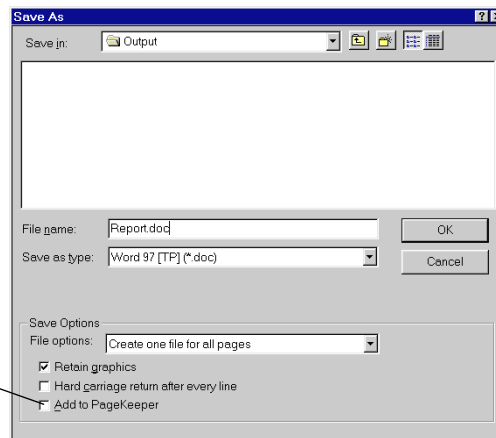 Save As
Save in: Output
File name: Report.doc OK
Save as type: Word 97 [TP] (*.doc) Cancel
Save Options
File options: Create one file for all pages
Retain graphics
Hard carriage return after every line
Add to PageKeeper